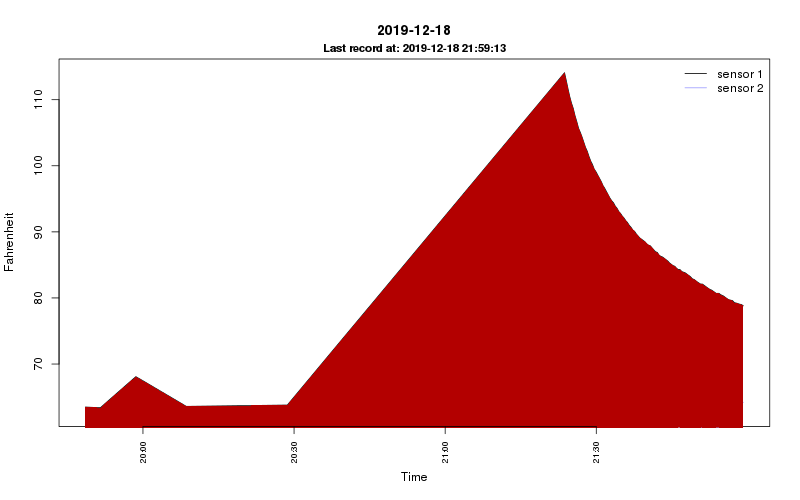 2019-12-18
Last record at: 2019-12-18 21:59:13
sensor 1
sensor 2
110
100
90
80
70
Fahrenheit
20:00
20:30
21:00
21:30
Time